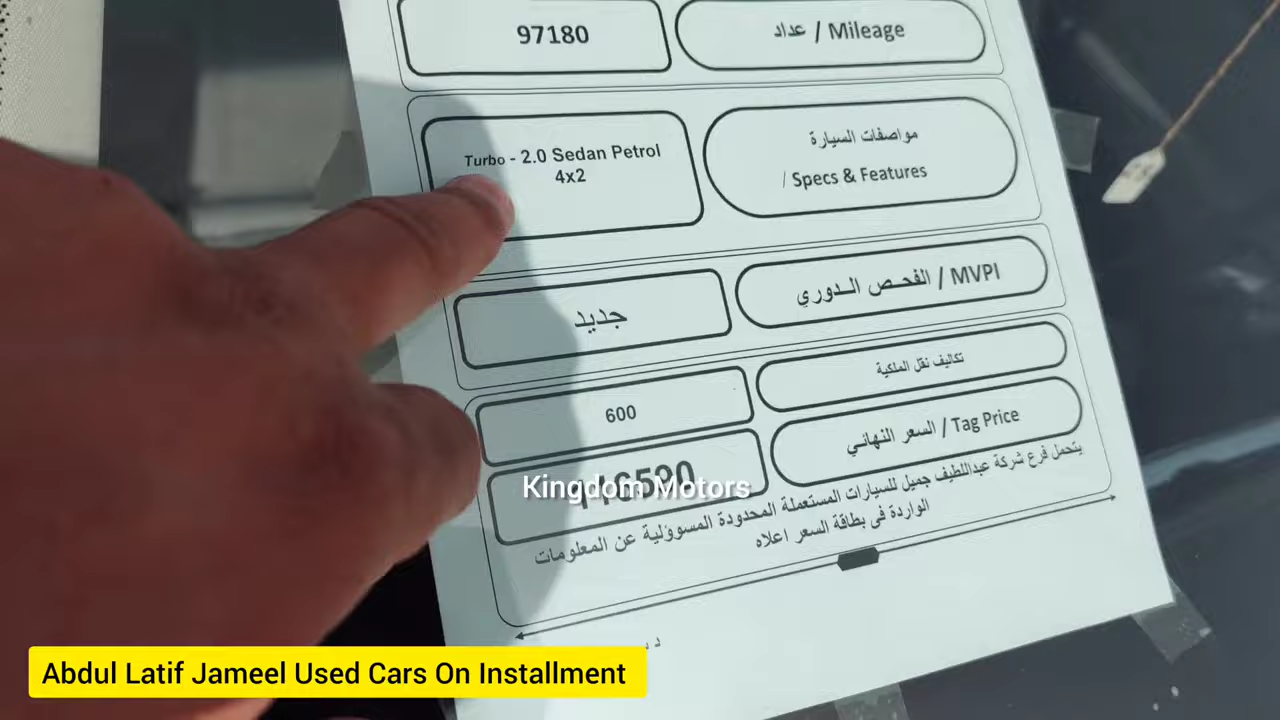 97180
عداد / Mileage
Turbo - 2.0 Sedan Petrol
4x2
مواصفات السيارة
/ Specs & Features
جديد
الفحص الدوري / MVPI
600
تكاليف نقل الملكية
السعر النهائي / Tag Price
Kingdom Motors
يتحمل فرع شركة عبداللطيف جميل للسيارات المستعملة المحدودة المسوؤلية عن المعلومات
الواردة فى بطاقة السعر اعلاه
Abdul Latif Jameel Used Cars On Installment